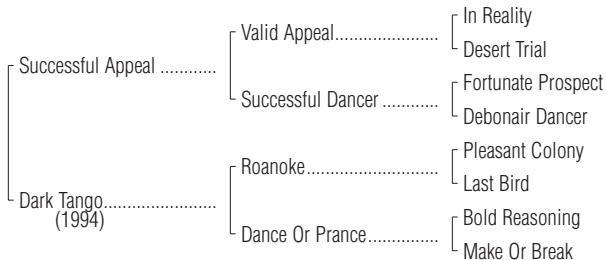 In Reality
Valid Appeal.......................
Desert Trial
Successful Appeal ............
Fortunate Prospect
Successful Dancer ............
Debonair Dancer
Pleasant Colony
Roanoke.............................
Last Bird
Dark Tango........................
(1994)
Bold Reasoning
Dance Or Prance...............
Make Or Break